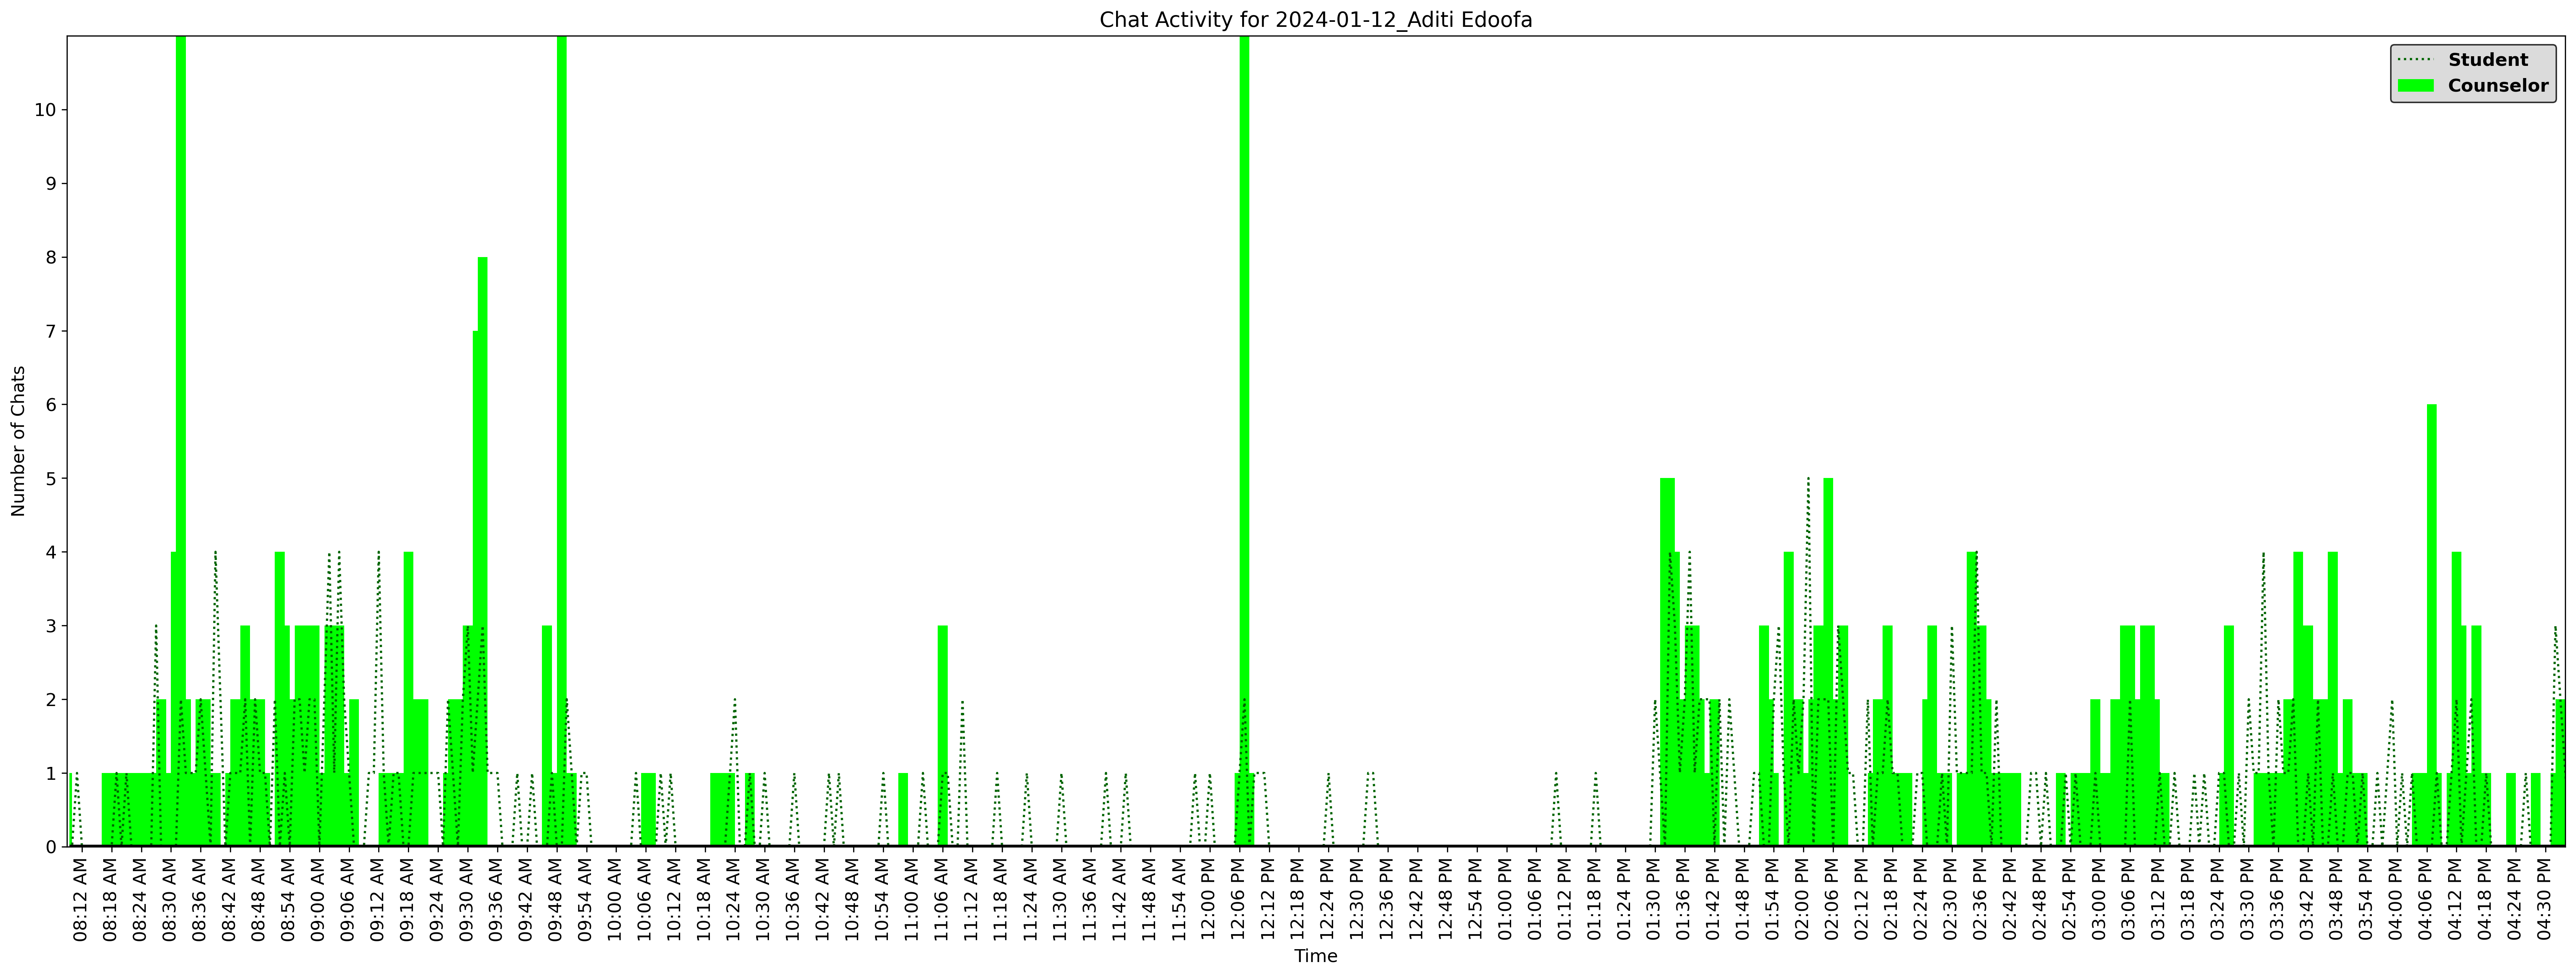 Chat Activity for 2024-01-12_Aditi Edoofa
Student
Counselor
Number of Chats
10
9
8
7
6
5
4
3
2
1
0
08:12 AM
08:18 AM
08:24 AM
08:30 AM
08:36 AM
08:42 AM
08:48 AM
08:54 AM
09:00 AM
09:06 AM
09:12 AM
09:18 AM
09:24 AM
09:30 AM
09:36 AM
09:42 AM
09:48 AM
09:54 AM
10:00 AM
10:06 AM
10:12 AM
10:18 AM
10:24 AM
10:30 AM
10:36 AM
10:42 AM
10:48 AM
10:54 AM
11:00 AM
11:06 AM
11:12 AM
11:18 AM
11:24 AM
11:30 AM
11:36 AM
11:42 AM
11:48 AM
11:54 AM
12:00 PM
12:06 PM
12:12 PM
12:18 PM
12:24 PM
12:30 PM
12:36 PM
12:42 PM
12:48 PM
12:54 PM
01:00 PM
01:06 PM
01:12 PM
01:18 PM
01:24 PM
01:30 PM
01:36 PM
01:42 PM
01:48 PM
01:54 PM
02:00 PM
02:06 PM
02:12 PM
02:18 PM
02:24 PM
02:30 PM
02:36 PM
02:42 PM
02:48 PM
02:54 PM
03:00 PM
03:06 PM
03:12 PM
03:18 PM
03:24 PM
03:30 PM
03:36 PM
03:42 PM
03:48 PM
03:54 PM
04:00 PM
04:06 PM
04:12 PM
04:18 PM
04:24 PM
04:30 PM
Time